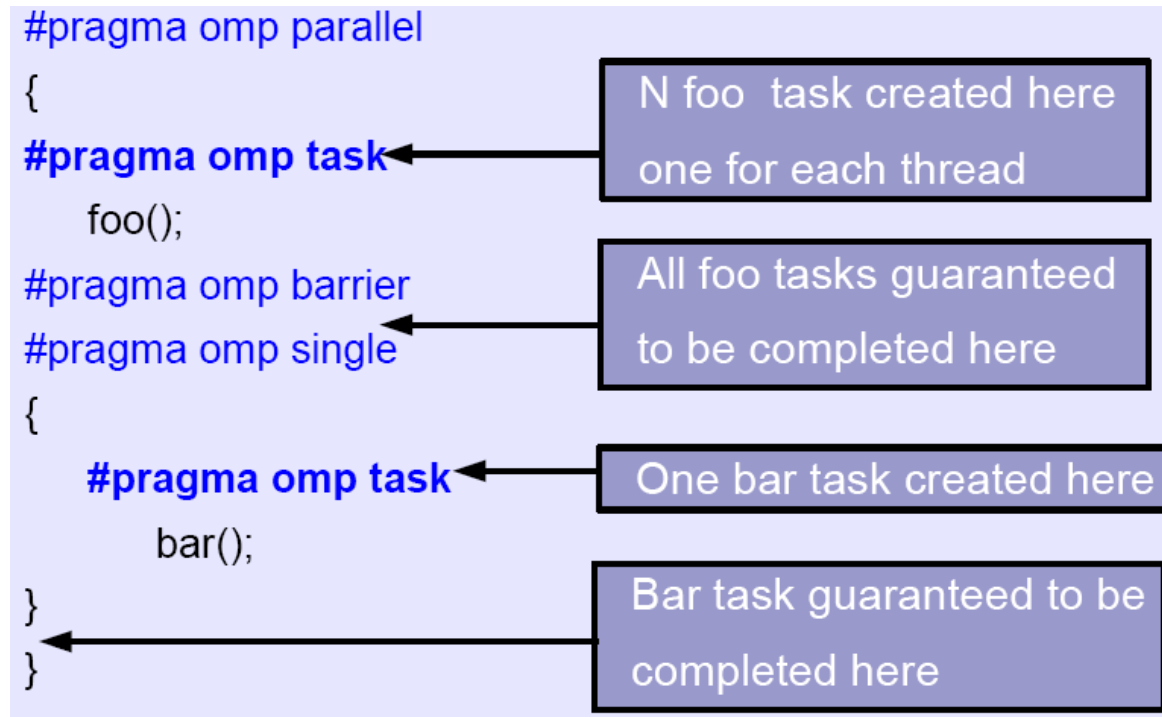 #pragma omp parallel
{
N foo task created here
one for each thread
#pragma omp task
foo();
All foo tasks guaranteed
to be completed here
#pragma omp barrier
#pragma omp single
{
#pragma omp task
One bar task created here
bar();
Bar task guaranteed to be
completed here
}
}